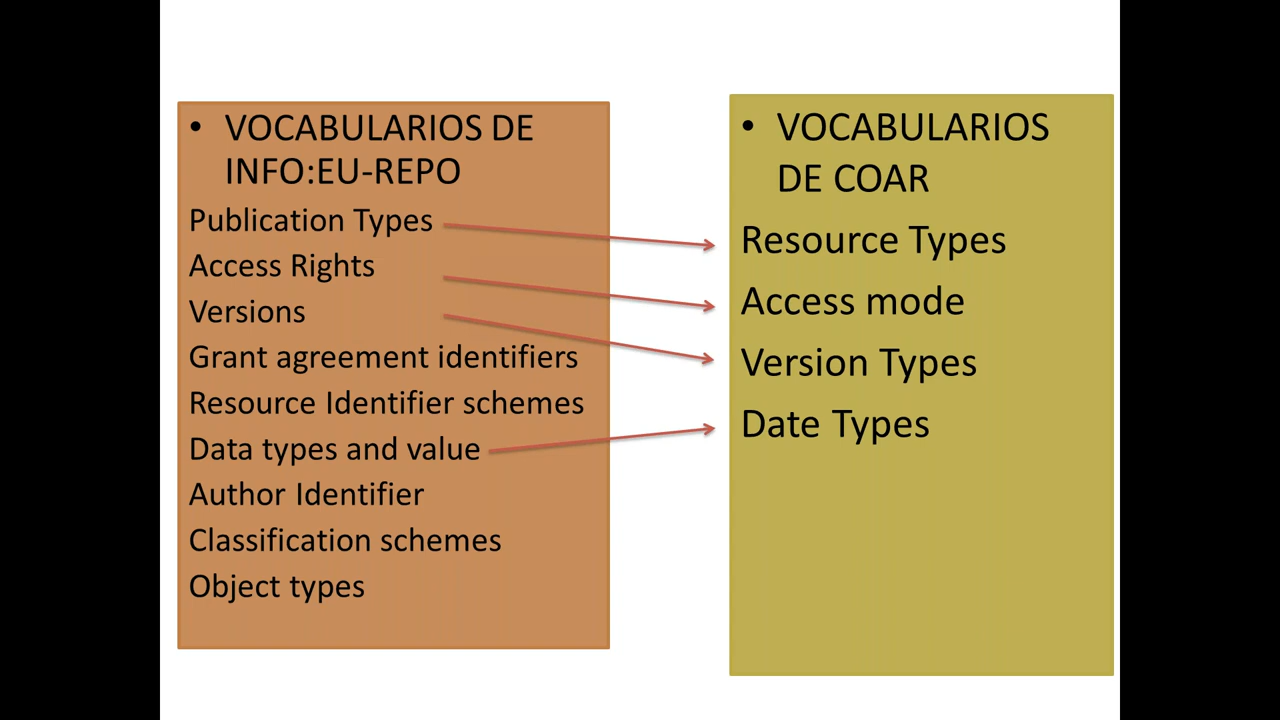 • VOCABULARIOS DE
INFO:EU-REPO
Publication Types
Access Rights
Versions
Grant agreement identifiers
Resource Identifier schemes
Data types and value
Author Identifier
Classification schemes
Object types
• VOCABULARIOS
DE COAR
Resource Types
Access mode
Version Types
Date Types